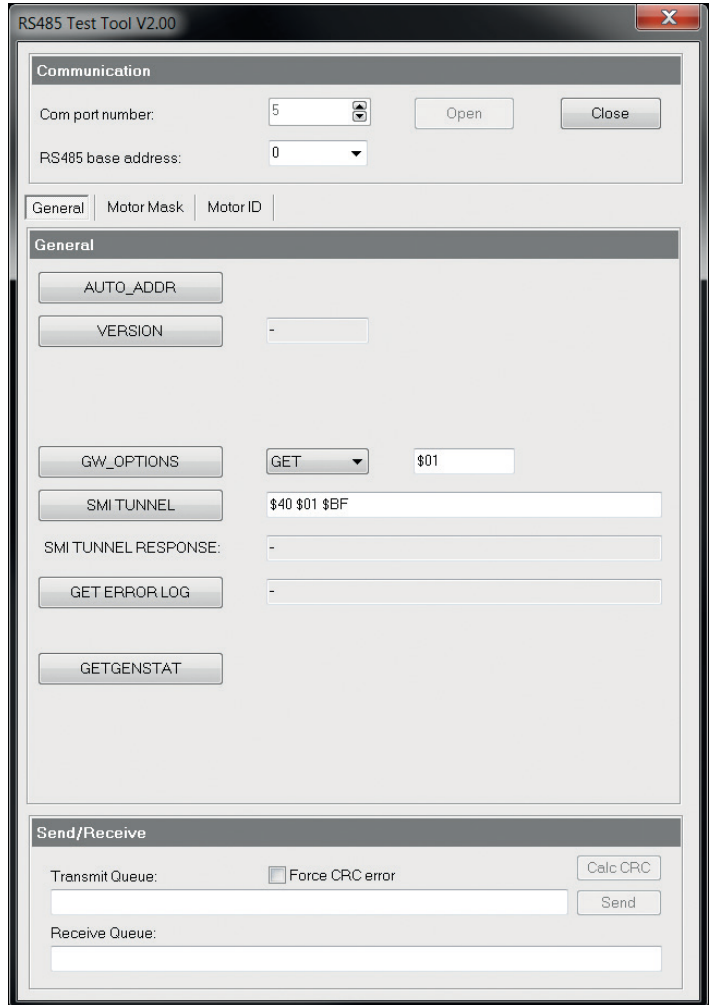 RS485 Test Tool V2.00
X
Communication
Com port number: 5 Open Close
RS485 base address: 0
General Motor Mask Motor ID
General
AUTO_ADDR
VERSION -
GW_OPTIONS GET $01
SMI TUNNEL $40 $01 $BF
SMI TUNNEL RESPONSE: -
GET ERROR LOG -
GETGENSTAT
Send/Receive
Transmit Queue: Force CRC error Calc CRC
Send
Receive Queue: